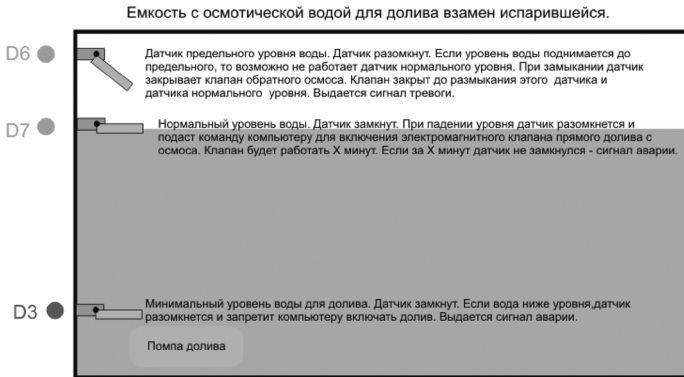 Емкость с осмотической водой для долива взамен испарившейся.
D6
Датчик предельного уровня воды. Датчик разомкнут. Если уровень воды поднимается до
предельного, то возможно не работает датчик нормального уровня. При замыкании датчик
закрывает клапан обратного осмоса. Клапан закрыт до размыкания этого датчика и
датчика нормального уровня. Выдается сигнал тревоги.
D7
Нормальный уровень воды. Датчик замкнут. При падении уровня датчик разомкнется и
подаст команду компьютеру для включения электромагнитного клапана прямого долива с
осмоса. Клапан будет работать X минут. Если за X минут датчик не замкнулся - сигнал аварии.
D3
Минимальный уровень воды для долива. Датчик замкнут. Если вода ниже уровня,датчик
разомкнется и запретит компьютеру включать долив. Выдается сигнал аварии.
Помпа долива